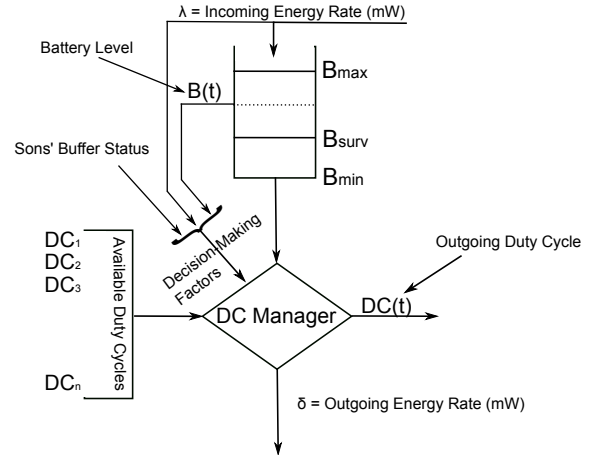 λ = Incoming Energy Rate (mW)
Battery Level
Bmax
B(t)
Bsurv
Sons' Buffer Status
Bmin
Decision-Making
Factors
Outgoing Duty Cycle
DC1
DC2
DC3
DCn
Available Duty Cycles
DC Manager
DC(t)
δ = Outgoing Energy Rate (mW)